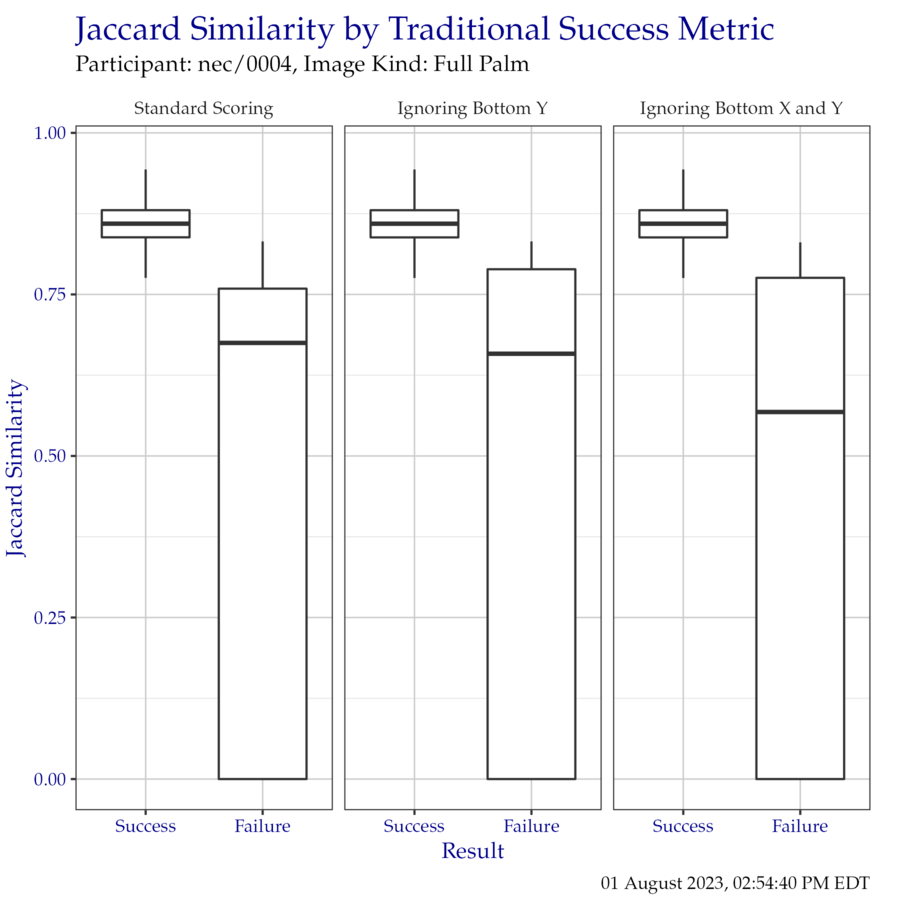 Jaccard Similarity by Traditional Success Metric
Participant: nec/0004, Image Kind: Full Palm
Standard Scoring
Ignoring Bottom Y
Ignoring Bottom X and Y
Jaccard Similarity
1.00
0.75
0.50
0.25
0.00
Success Failure
Success Failure
Success Failure
Result
01 August 2023, 02:54:40 PM EDT